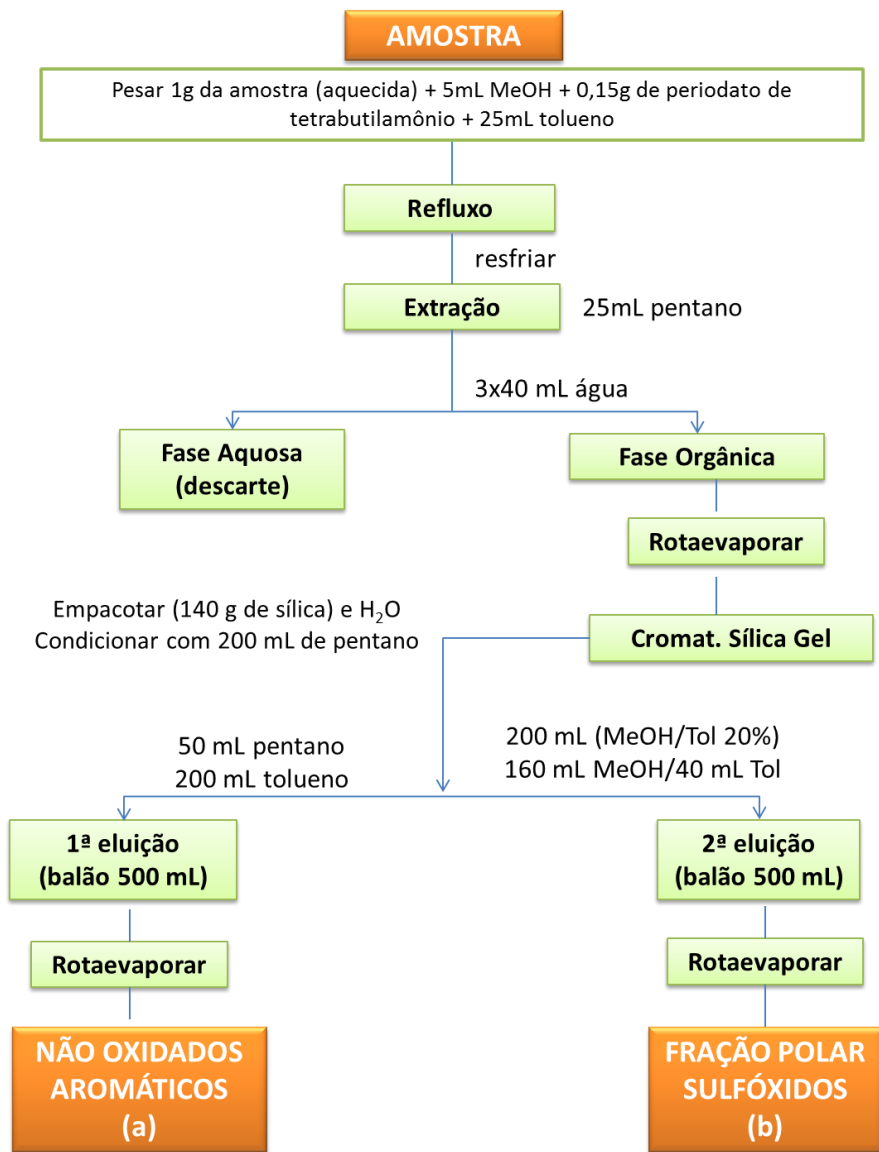 AMOSTRA
Pesar 1g da amostra (aquecida) + 5mL MeOH + 0,15g de periodato de
tetrabutilamônio + 25mL tolueno
Refluxo
resfriar
Extração
25mL pentano
3x40 mL água
Fase Aquosa
(descarte)
Fase Orgânica
Rotaevaporar
Empacotar (140 g de sílica) e H₂O
Condicionar com 200 mL de pentano
Cromat. Sílica Gel
50 mL pentano
200 mL tolueno
200 mL (MeOH/Tol 20%)
160 mL MeOH/40 mL Tol
1ª eluição
(balão 500 mL)
2ª eluição
(balão 500 mL)
Rotaevaporar
Rotaevaporar
NÃO OXIDADOS
AROMÁTICOS
(a)
FRAÇÃO POLAR
SULFÓXIDOS
(b)